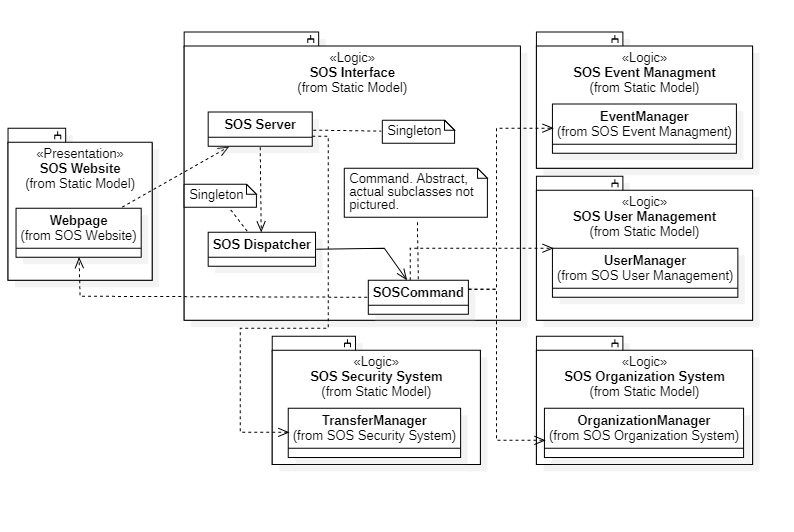 «Presentation»
SOS Website
(from Static Model)
Webpage
(from SOS Website)
«Logic»
SOS Interface
(from Static Model)
SOS Server
Singleton
Singleton
Command. Abstract,
actual subclasses not
pictured.
SOS Dispatcher
SOSCommand
«Logic»
SOS Event Managment
(from Static Model)
EventManager
(from SOS Event Managment)
«Logic»
SOS User Management
(from Static Model)
UserManager
(from SOS User Management)
«Logic»
SOS Security System
(from Static Model)
TransferManager
(from SOS Security System)
«Logic»
SOS Organization System
(from Static Model)
OrganizationManager
(from SOS Organization System)